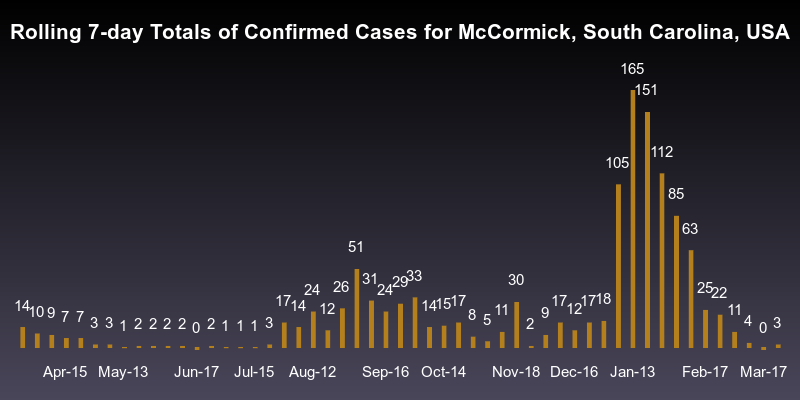 Rolling 7-day Totals of Confirmed Cases for McCormick, South Carolina, USA
14 10 9 7 7 3 3 1 2 2 2 2 0 2 1 1 1 3 17 14 24 12 26 51 31 24 29 33 14 15 17 8 5 11 30 2 9 17 12 17 18 105 165 151 112 85 63 25 22 11 4 0 3
Apr-15 May-13 Jun-17 Jul-15 Aug-12 Sep-16 Oct-14 Nov-18 Dec-16 Jan-13 Feb-17 Mar-17